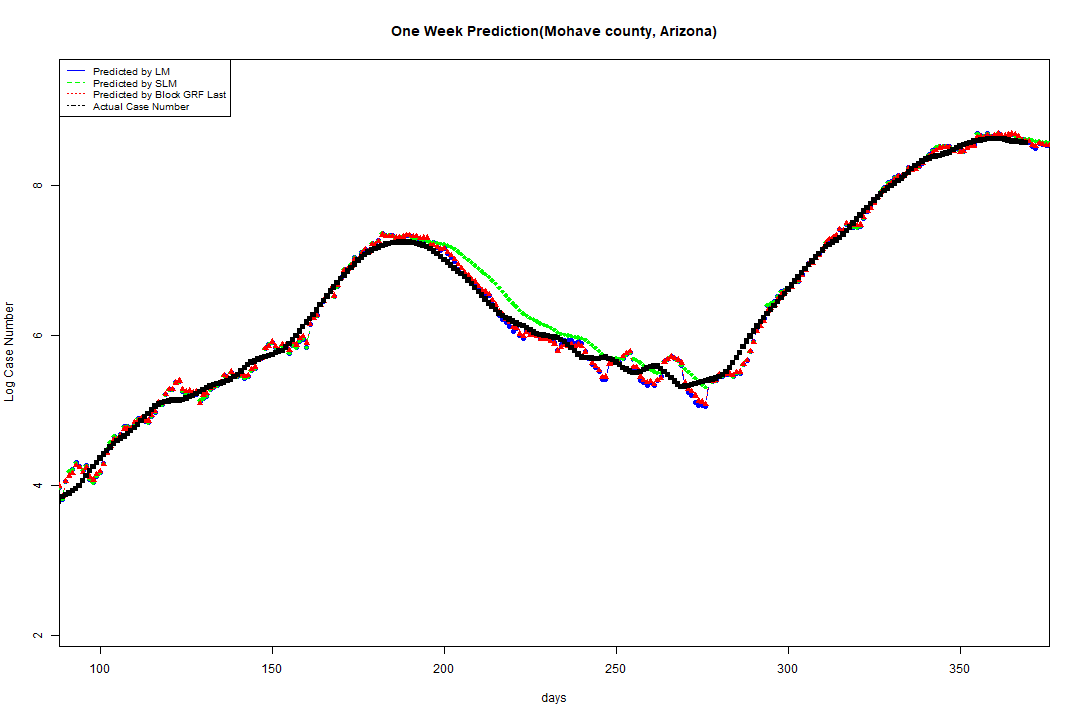 One Week Prediction(Mohave county, Arizona)
Predicted by LM
Predicted by SLM
Predicted by Block GRF Last
Actual Case Number
8
6
4
2
Log Case Number
100 150 200 250 300 350
days